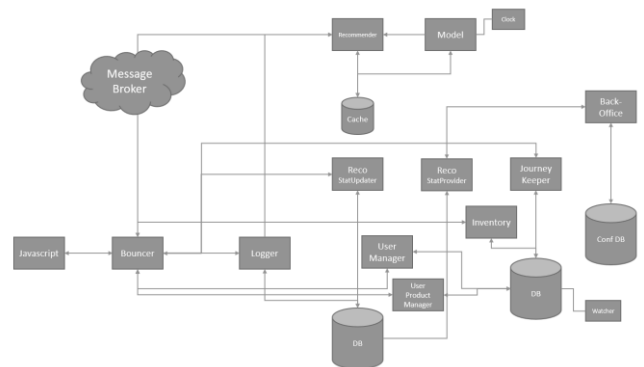 Clock
Recommender
Model
Message
Broker
Cache
Back-
Office
Reco
StatUpdater
Reco
StatProvider
Journey
Keeper
Inventory
Javascript
Bouncer
Logger
User
Manager
Conf DB
User
Product
Manager
DB
Watcher
DB